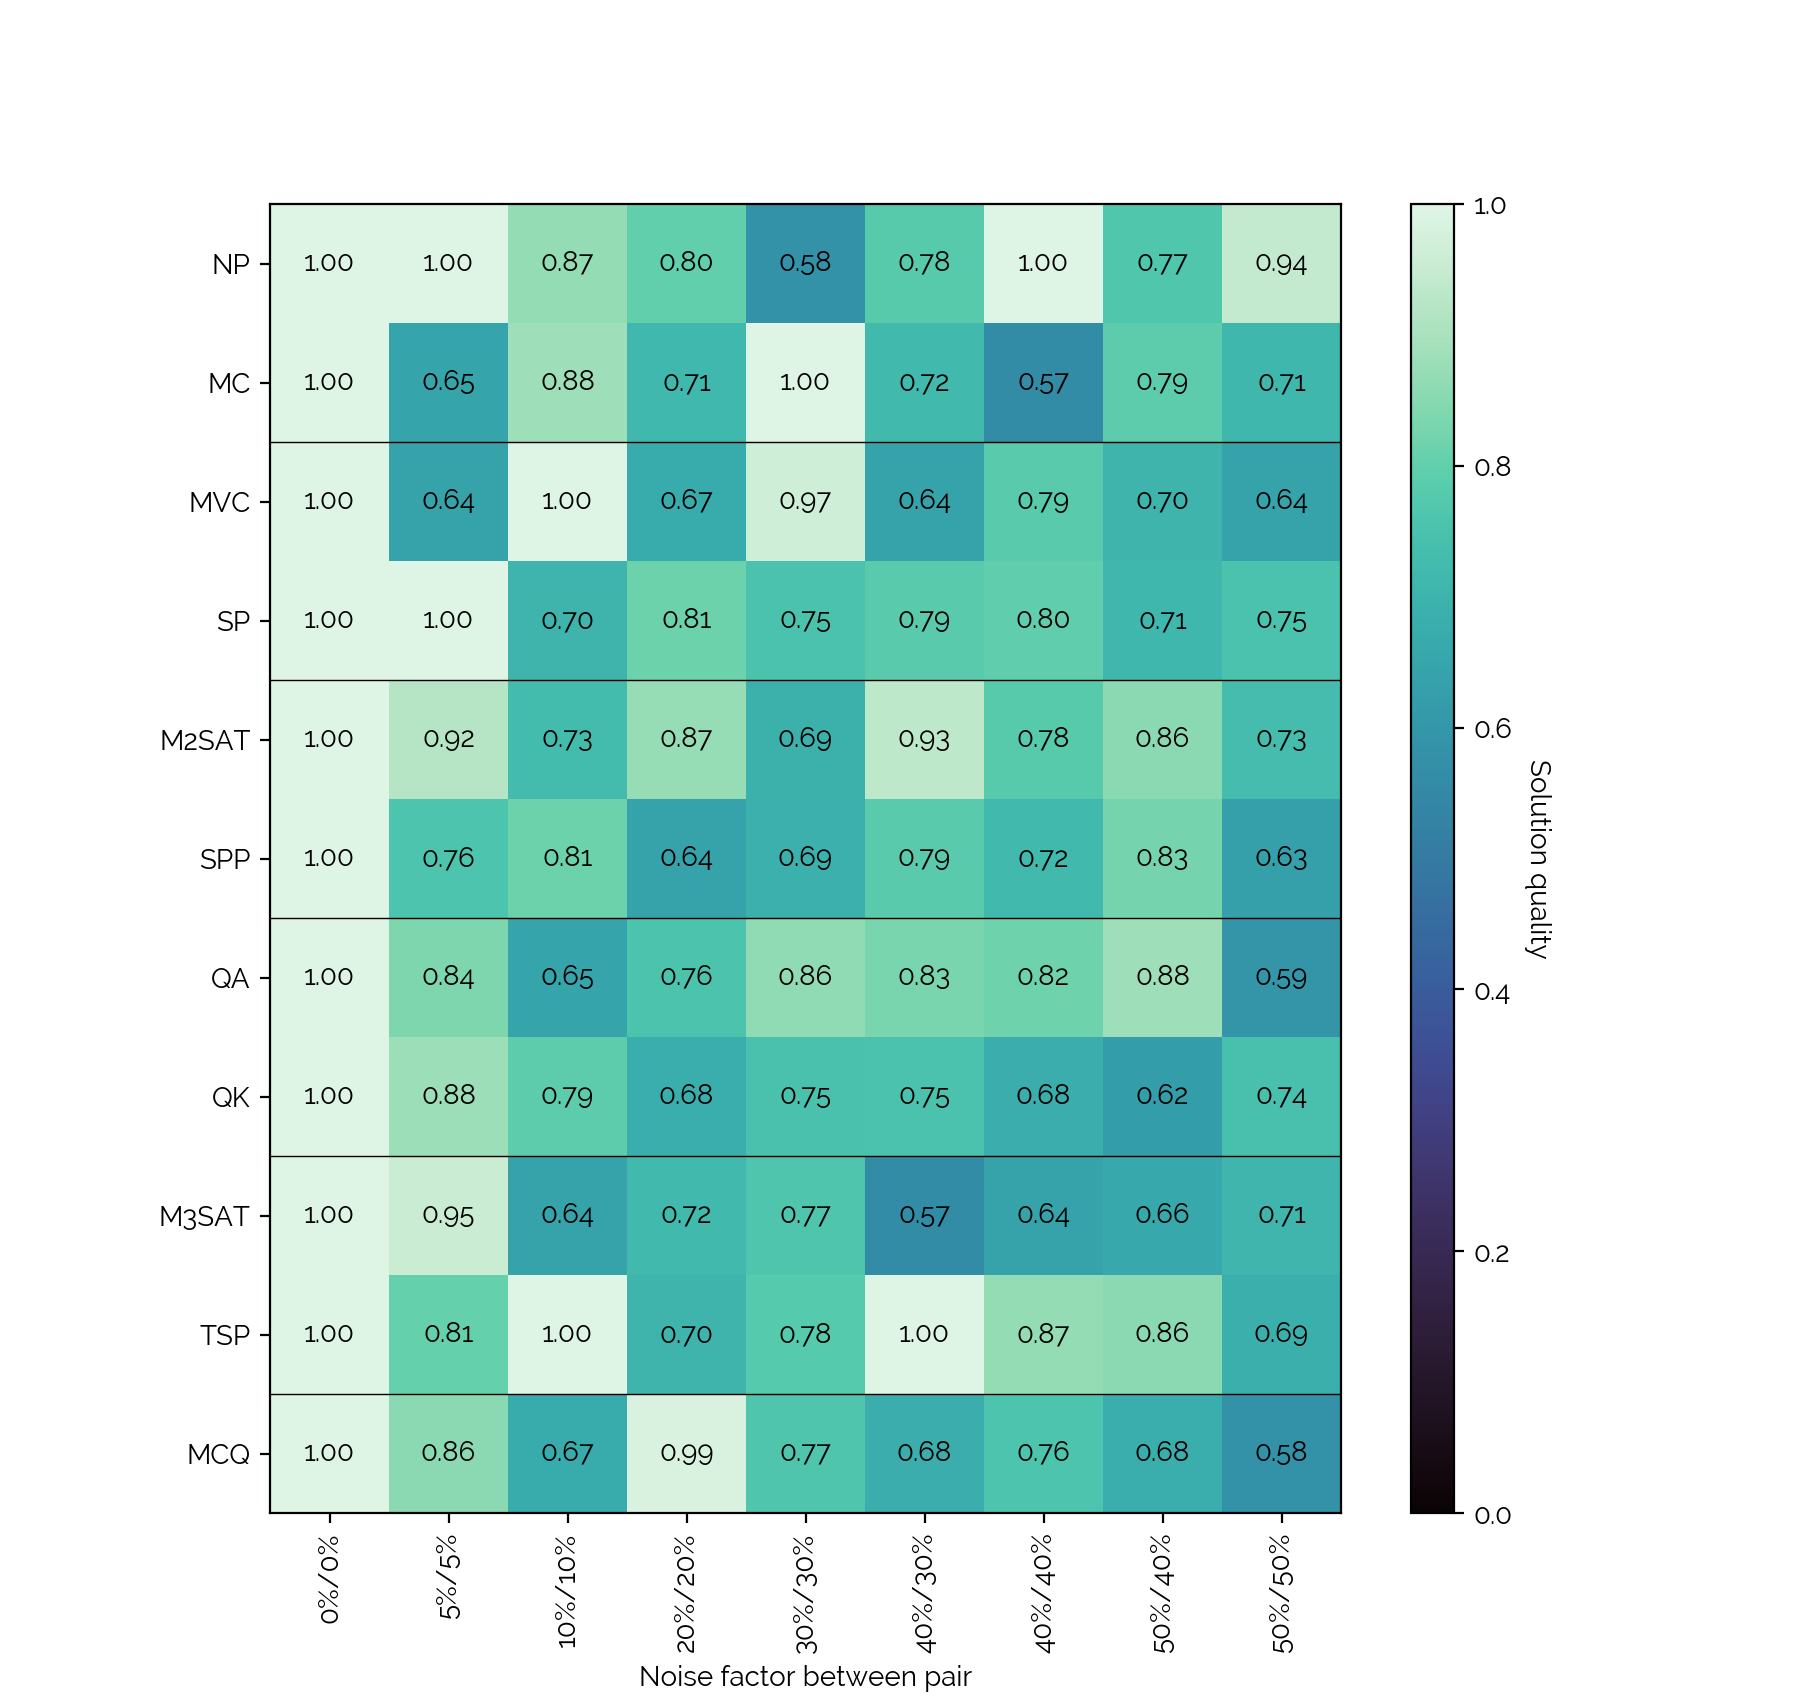 NP 1.00 1.00 0.87 0.80 0.58 0.78 1.00 0.77 0.94
MC 1.00 0.65 0.88 0.71 1.00 0.72 0.57 0.79 0.71
MVC 1.00 0.64 1.00 0.67 0.97 0.64 0.79 0.70 0.64
SP 1.00 1.00 0.70 0.81 0.75 0.79 0.80 0.71 0.75
M2SAT 1.00 0.92 0.73 0.87 0.69 0.93 0.78 0.86 0.73
SPP 1.00 0.76 0.81 0.64 0.69 0.79 0.72 0.83 0.63
QA 1.00 0.84 0.65 0.76 0.86 0.83 0.82 0.88 0.59
QK 1.00 0.88 0.79 0.68 0.75 0.75 0.68 0.62 0.74
M3SAT 1.00 0.95 0.64 0.72 0.77 0.57 0.64 0.66 0.71
TSP 1.00 0.81 1.00 0.70 0.78 1.00 0.87 0.86 0.69
MCQ 1.00 0.86 0.67 0.99 0.77 0.68 0.76 0.68 0.58
0%/0% 5%/5% 10%/10% 20%/20% 30%/30% 40%/30% 40%/40% 50%/40% 50%/50%
Noise factor between pair
1.0
0.8
0.6
0.4
0.2
0.0
Solution quality